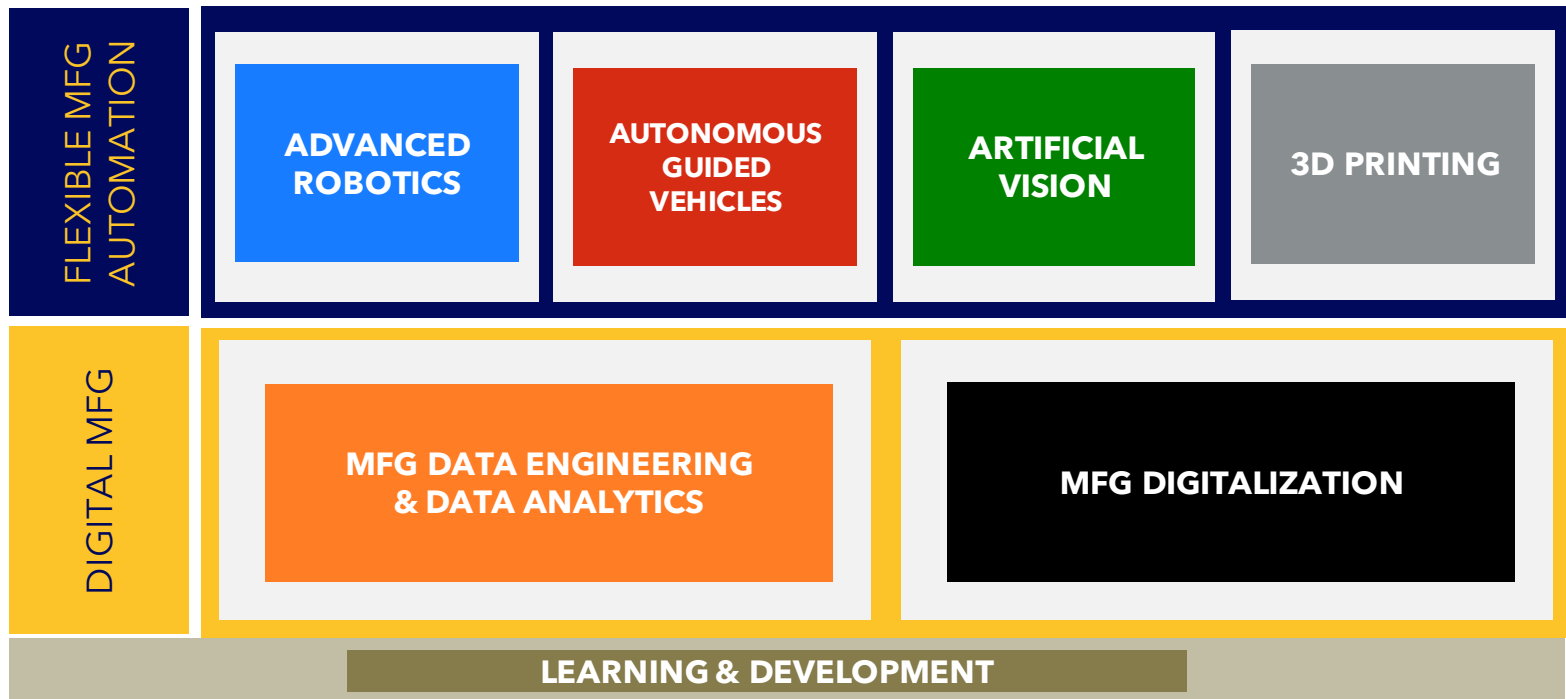 FLEXIBLE MFG
AUTOMATION
ADVANCED
ROBOTICS
AUTONOMOUS
GUIDED
VEHICLES
ARTIFICIAL
VISION
3D PRINTING
DIGITAL MFG
MFG DATA ENGINEERING
& DATA ANALYTICS
MFG DIGITALIZATION
LEARNING & DEVELOPMENT